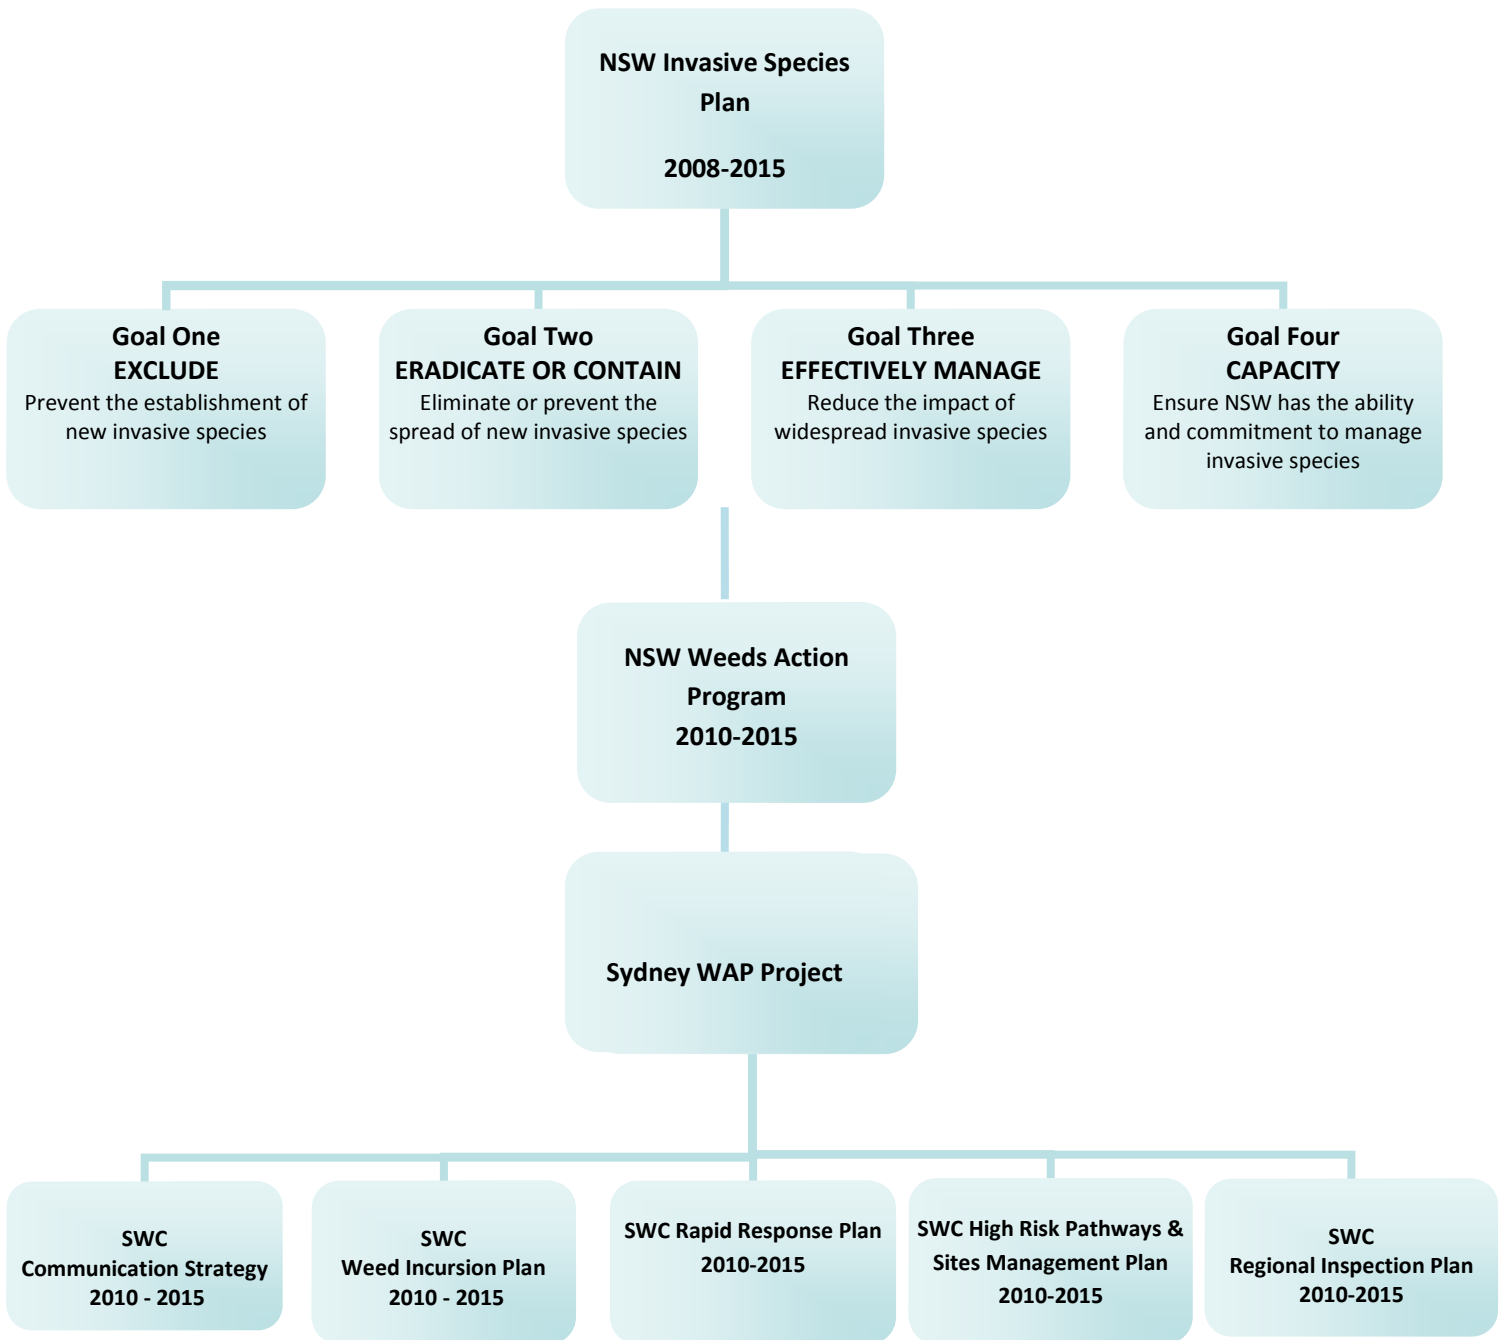 NSW Invasive Species
Plan
2008-2015
Goal One
EXCLUDE
Prevent the establishment of
new invasive species
Goal Two
ERADICATE OR CONTAIN
Eliminate or prevent the
spread of new invasive species
Goal Three
EFFECTIVELY MANAGE
Reduce the impact of
widespread invasive species
Goal Four
CAPACITY
Ensure NSW has the ability
and commitment to manage
invasive species
NSW Weeds Action
Program
2010-2015
Sydney WAP Project
SWC
Communication Strategy
2010 - 2015
SWC
Weed Incursion Plan
2010 - 2015
SWC Rapid Response Plan
2010-2015
SWC High Risk Pathways &
Sites Management Plan
2010-2015
SWC
Regional Inspection Plan
2010-2015